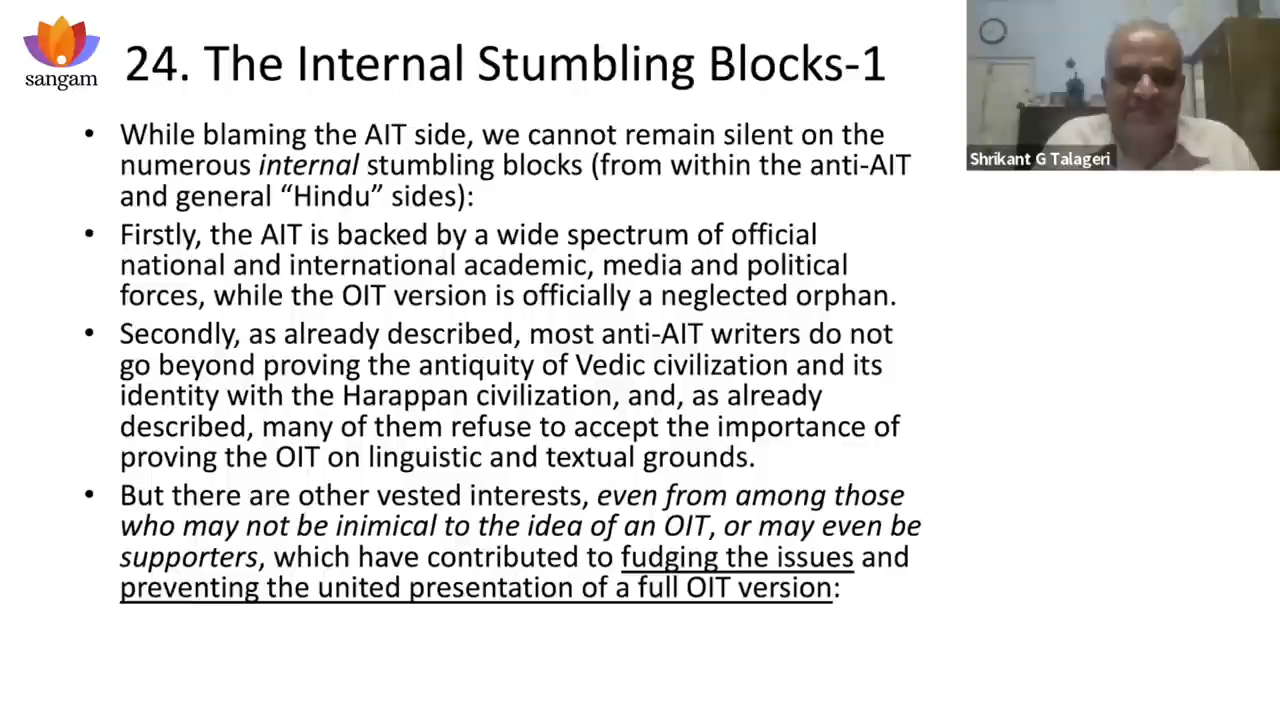 sangam
24. The Internal Stumbling Blocks-1
• While blaming the AIT side, we cannot remain silent on the
numerous internal stumbling blocks (from within the anti-AIT
and general “Hindu” sides):
• Firstly, the AIT is backed by a wide spectrum of official
national and international academic, media and political
forces, while the OIT version is officially a neglected orphan.
• Secondly, as already described, most anti-AIT writers do not
go beyond proving the antiquity of Vedic civilization and its
identity with the Harappan civilization, and, as already
described, many of them refuse to accept the importance of
proving the OIT on linguistic and textual grounds.
• But there are other vested interests, even from among those
who may not be inimical to the idea of an OIT, or may even be
supporters, which have contributed to fudging the issues and
preventing the united presentation of a full OIT version:
Shrikant G Talageri